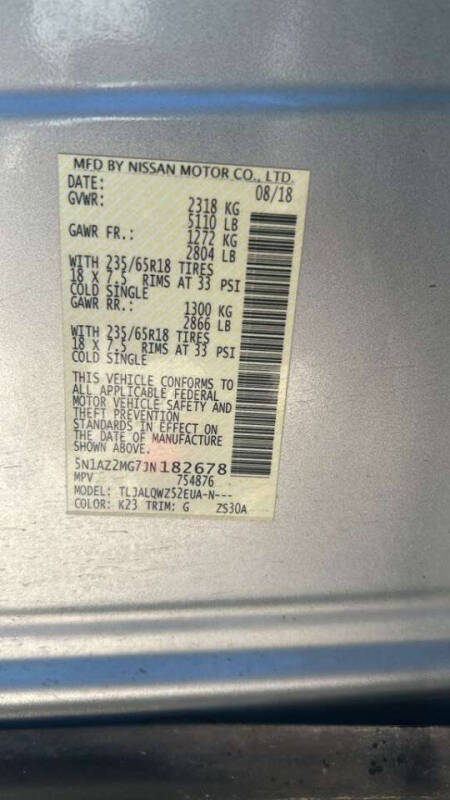 MFD BY NISSAN MOTOR CO., LTD.
DATE: 08/18
GVWR: 2318 KG
5110 LB
GAWR FR.: 1272 KG
2804 LB
WITH 235/65R18 TIRES
18 X 7.5 RIMS AT 33 PSI
COLD SINGLE
GAWR RR.: 1300 KG
2866 LB
WITH 235/65R18 TIRES
18 X 7.5 RIMS AT 33 PSI
COLD SINGLE
THIS VEHICLE CONFORMS TO
ALL APPLICABLE FEDERAL
MOTOR VEHICLE SAFETY AND
THEFT PREVENTION
STANDARDS IN EFFECT ON
THE DATE OF MANUFACTURE
SHOWN ABOVE.
5N1AZ2MG7JN182678
MPV 754876
MODEL: TLJALQWZ52EUA-N---
COLOR: K23 TRIM: G ZS30A